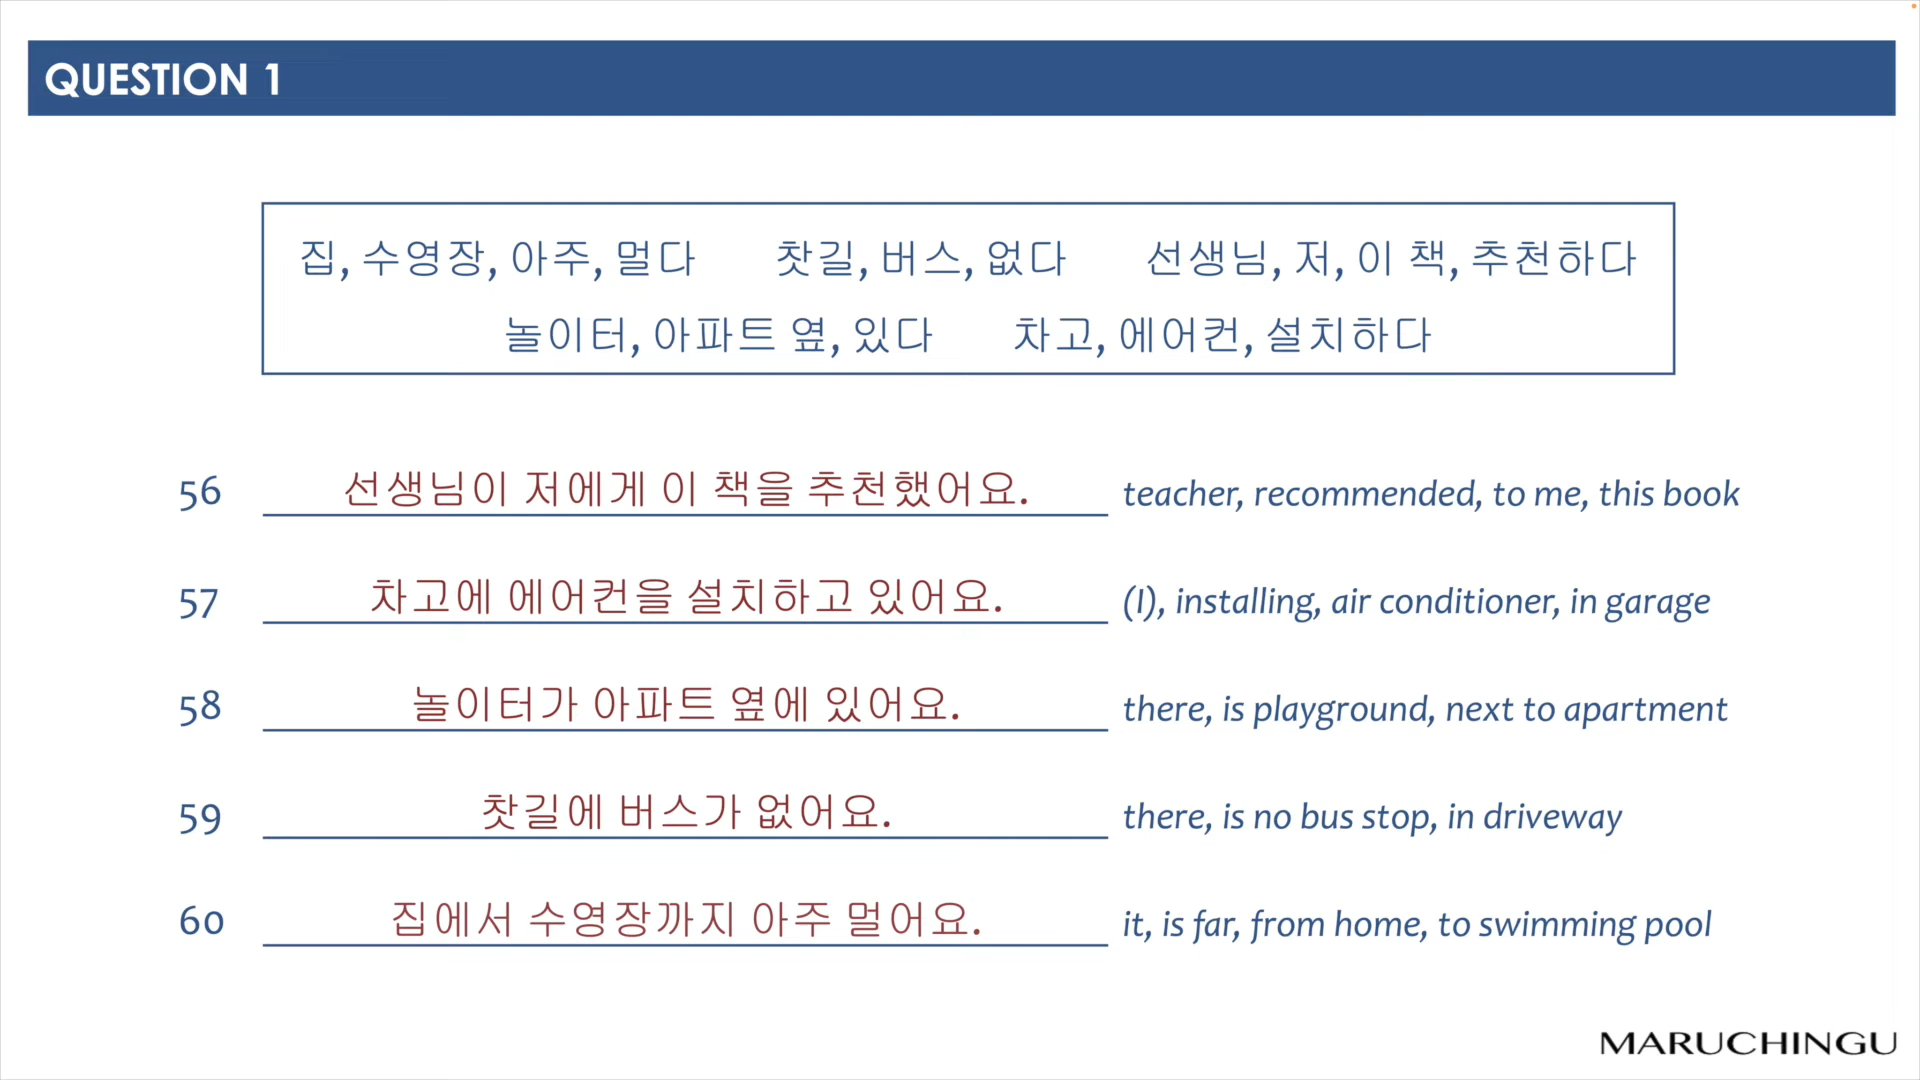 QUESTION 1
집, 수영장, 아주, 멀다 찻길, 버스, 없다 선생님, 저, 이 책, 추천하다
놀이터, 아파트 옆, 있다 차고, 에어컨, 설치하다
56 선생님이 저에게 이 책을 추천했어요. teacher, recommended, to me, this book
57 차고에 에어컨을 설치하고 있어요. (I), installing, air conditioner, in garage
58 놀이터가 아파트 옆에 있어요. there, is playground, next to apartment
59 찻길에 버스가 없어요. there, is no bus stop, in driveway
60 집에서 수영장까지 아주 멀어요. it, is far, from home, to swimming pool
MARUCHINGU